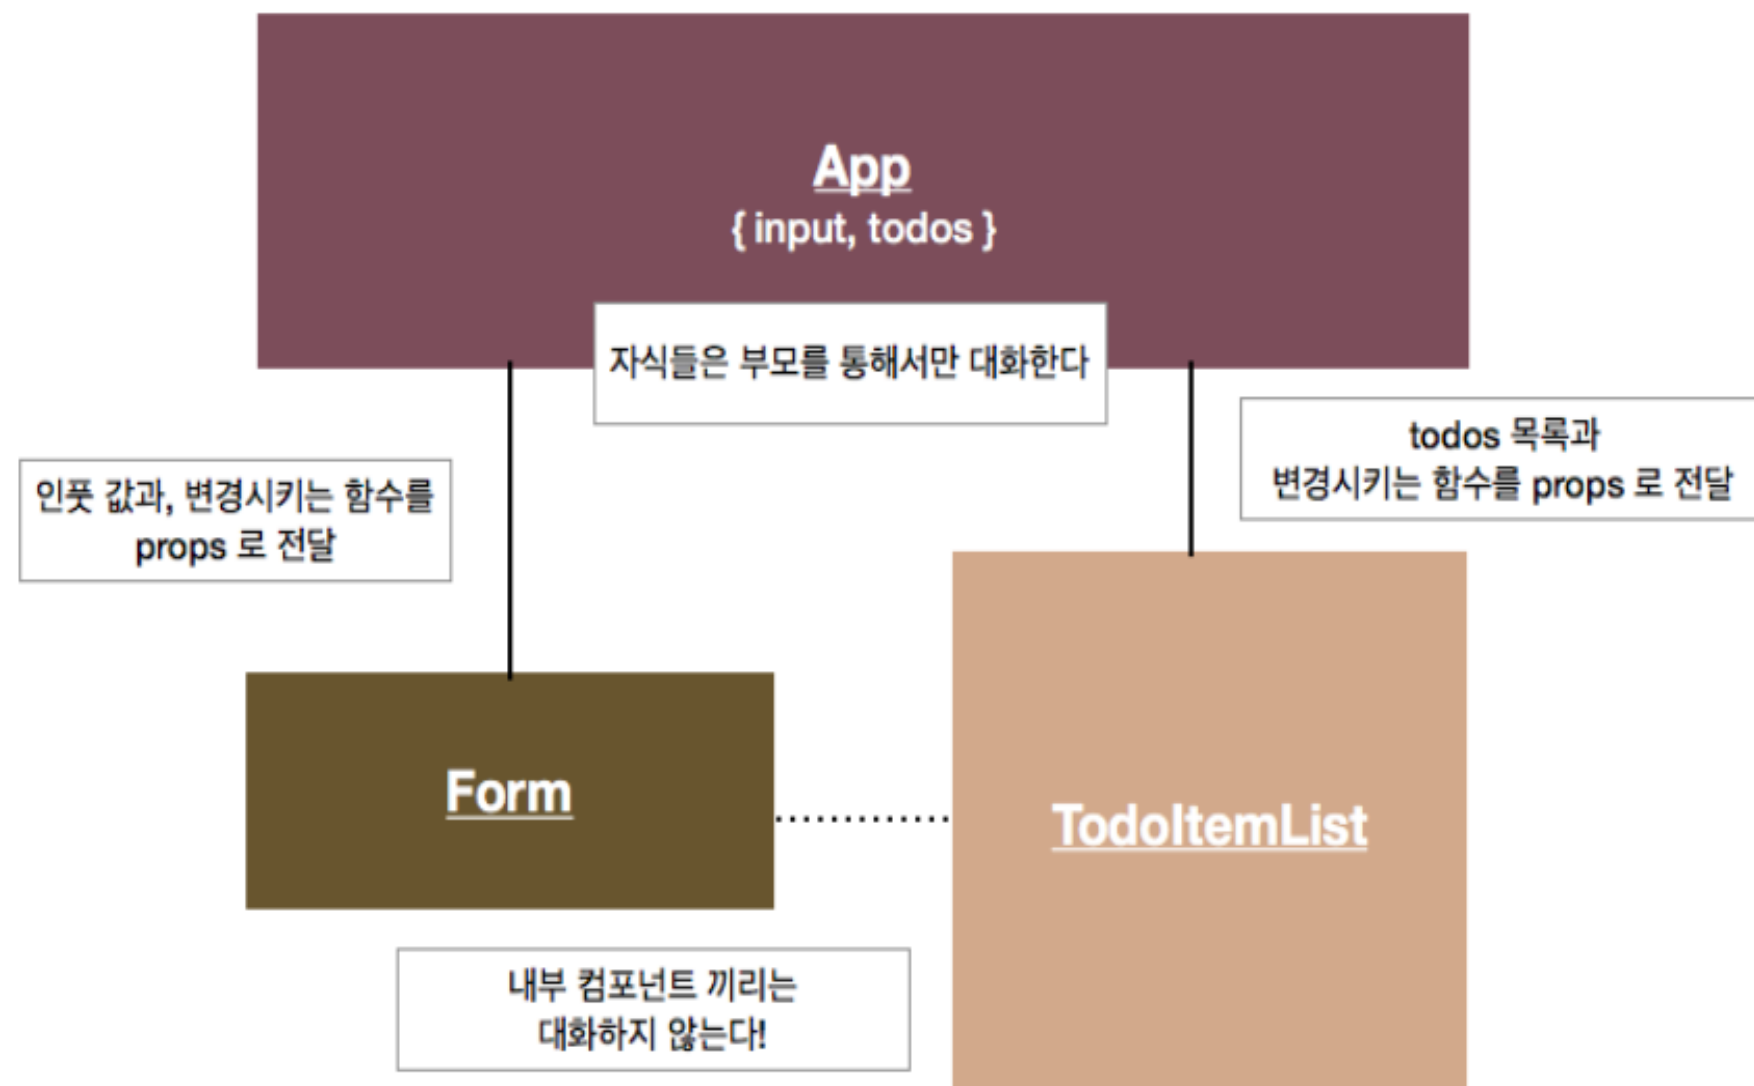 App
{ input, todos }
자식들은 부모를 통해서만 대화한다
todos 목록과
변경시키는 함수를 props 로 전달
인풋 값과, 변경시키는 함수를
props 로 전달
Form
TodoItemList
내부 컴포넌트 끼리는
대화하지 않는다!